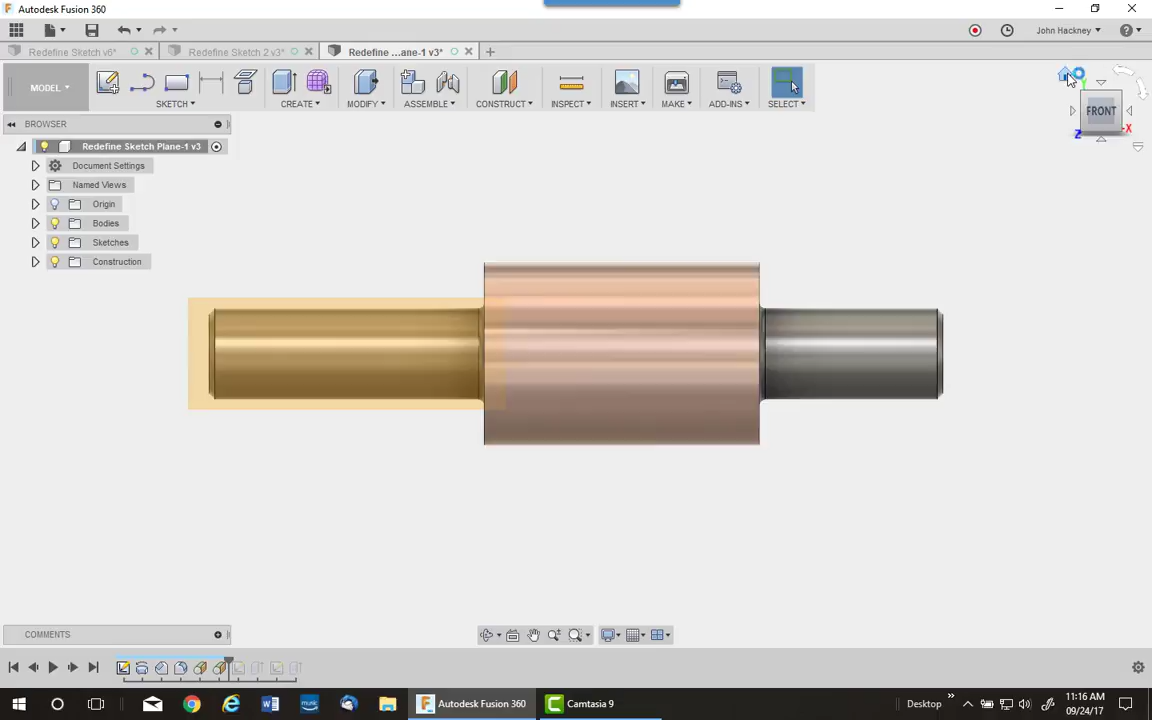 Autodesk Fusion 360
John Hackney
Redefine Sketch v6*
Redefine Sketch 2 v3*
Redefine ...ane-1 v3*
MODEL
SKETCH
CREATE
MODIFY
ASSEMBLE
CONSTRUCT
INSPECT
INSERT
MAKE
ADD-INS
SELECT
BROWSER
Redefine Sketch Plane-1 v3
Document Settings
Named Views
Origin
Bodies
Sketches
Construction
Y
FRONT
X
Z
COMMENTS
Autodesk Fusion 360
Camtasia 9
Desktop
11:16 AM
09/24/17